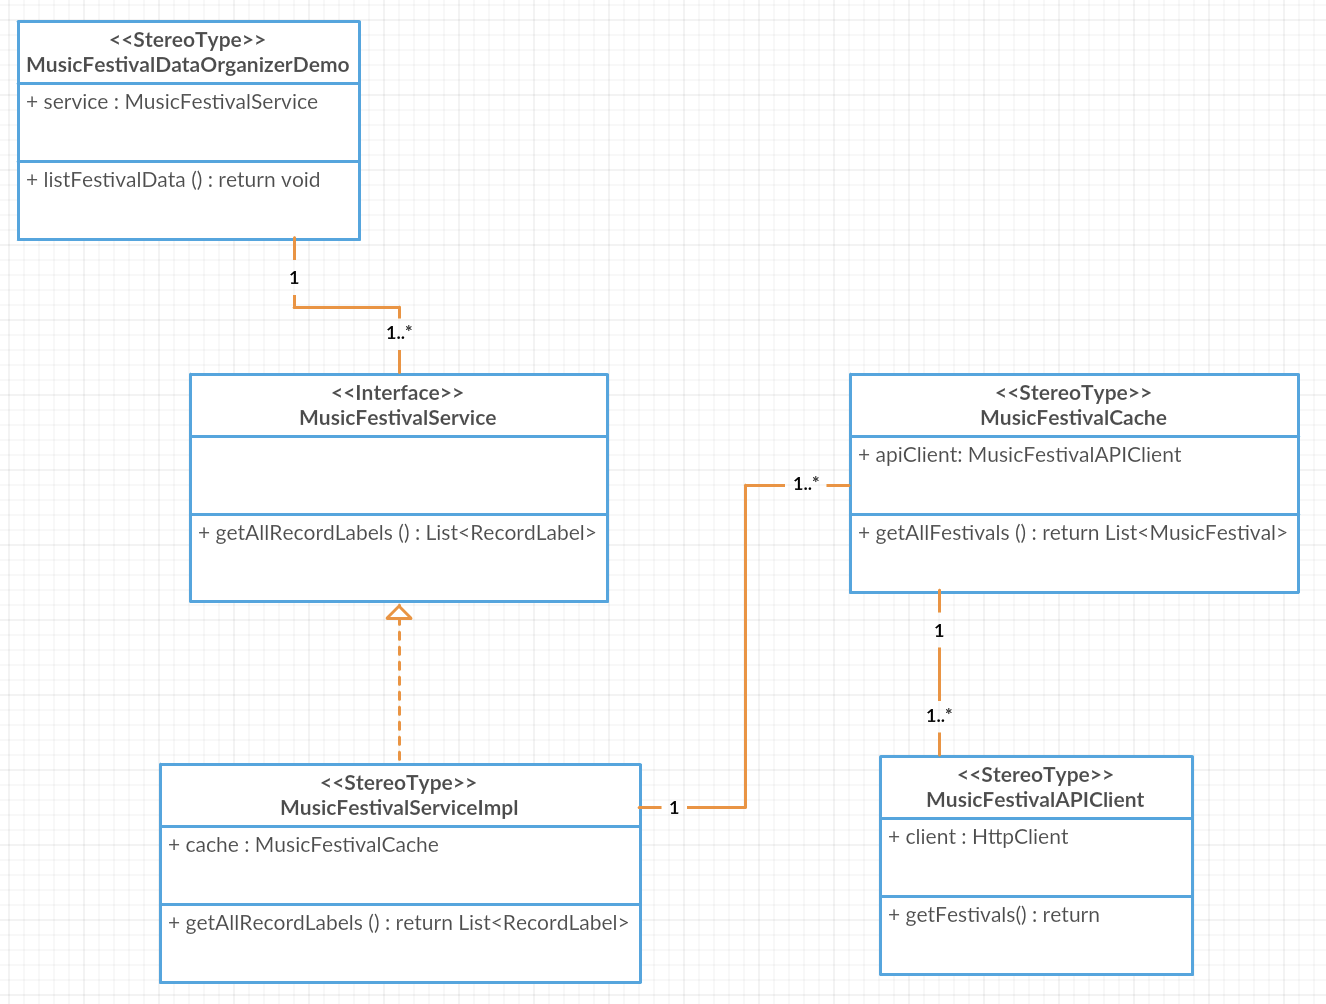 <<StereoType>>
MusicFestivalDataOrganizerDemo
+ service : MusicFestivalService
+ listFestivalData () : return void
1
1..*
<<Interface>>
MusicFestivalService
+ getAllRecordLabels () : List<RecordLabel>
<<StereoType>>
MusicFestivalCache
+ apiClient: MusicFestivalAPIClient
+ getAllFestivals () : return List<MusicFestival>
1..*
1
1
1..*
<<StereoType>>
MusicFestivalServiceImpl
+ cache : MusicFestivalCache
+ getAllRecordLabels () : return List<RecordLabel>
<<StereoType>>
MusicFestivalAPIClient
+ client : HttpClient
+ getFestivals() : return